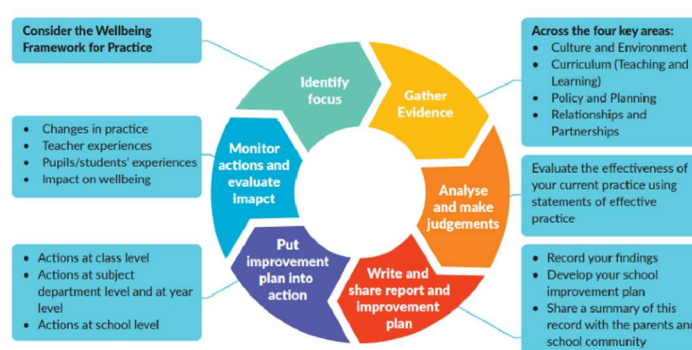 Consider the Wellbeing
Framework for Practice
Identify
focus
Gather
Evidence
Across the four key areas:
• Culture and Environment
• Curriculum (Teaching and
Learning)
• Policy and Planning
• Relationships and
Partnerships
Analyse
and make
judgements
Evaluate the effectiveness of
your current practice using
statements of effective
practice
Write and
share report and
improvement
plan
• Record your findings
• Develop your school
improvement plan
• Share a summary of this
record with the parents and
school community
Put
improvement
plan into
action
• Actions at class level
• Actions at subject
department level and at year
level
• Actions at school level
Monitor
actions and
evaluate
imapct
• Changes in practice
• Teacher experiences
• Pupils/students' experiences
• Impact on wellbeing